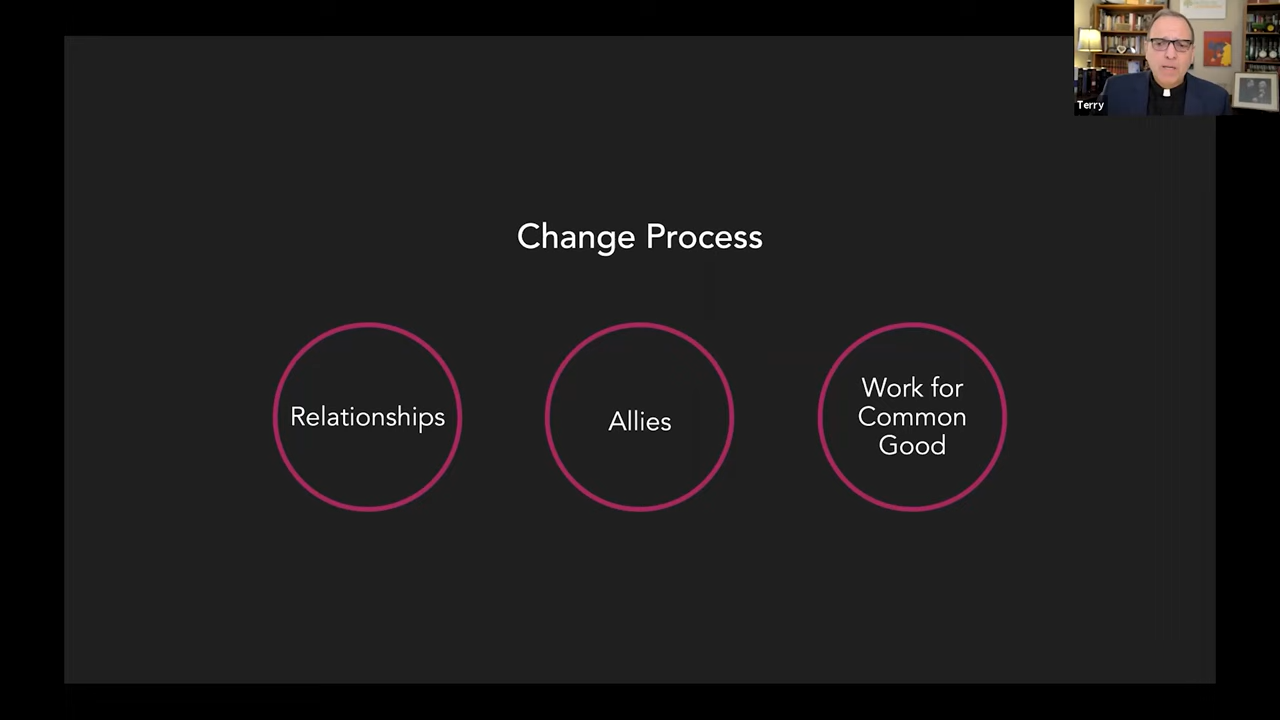 Terry
Change Process
Relationships
Allies
Work for
Common
Good